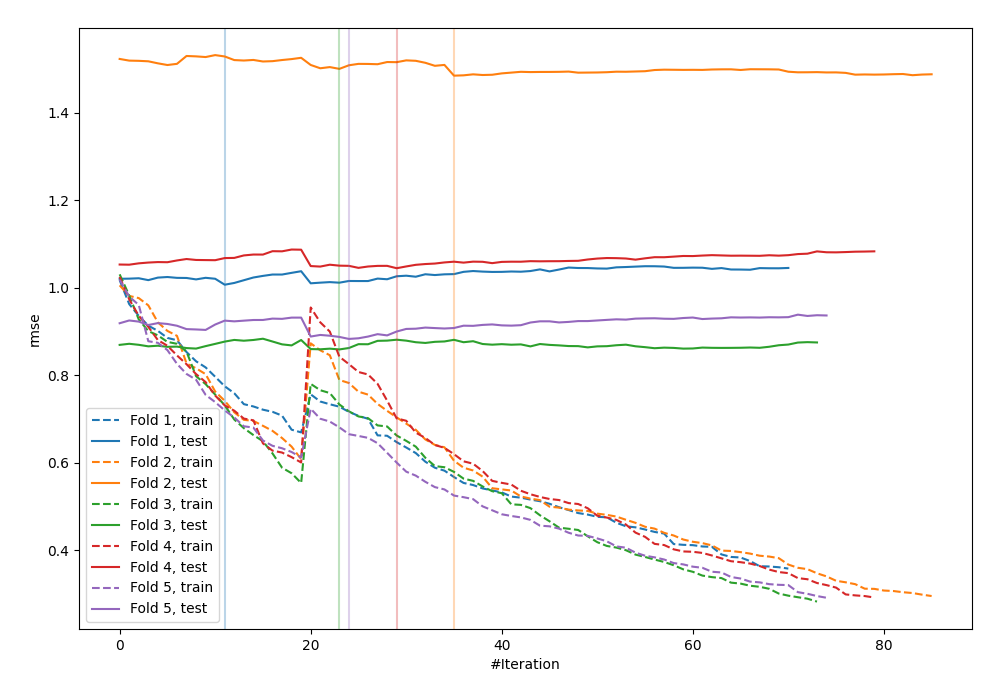 1.4
1.2
1.0
0.8
0.6
0.4
rmse
Fold 1, train
Fold 1, test
Fold 2, train
Fold 2, test
Fold 3, train
Fold 3, test
Fold 4, train
Fold 4, test
Fold 5, train
Fold 5, test
0 20 40 60 80
#Iteration